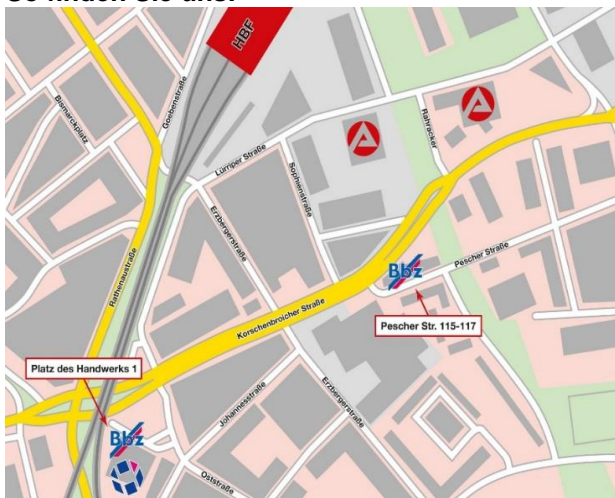 So finden Sie uns:
HBF
Goebenstraße
Bismarckplatz
Rahracker
Lürriper Straße
Sophienstraße
Erzbergerstraße
Rathenaustraße
Pescher Straße
Bbz
Korschenbroicher Straße
Pescher Str. 115-117
Platz des Handwerks 1
Johannesstraße
Erzbergerstraße
Bbz
Oststraße